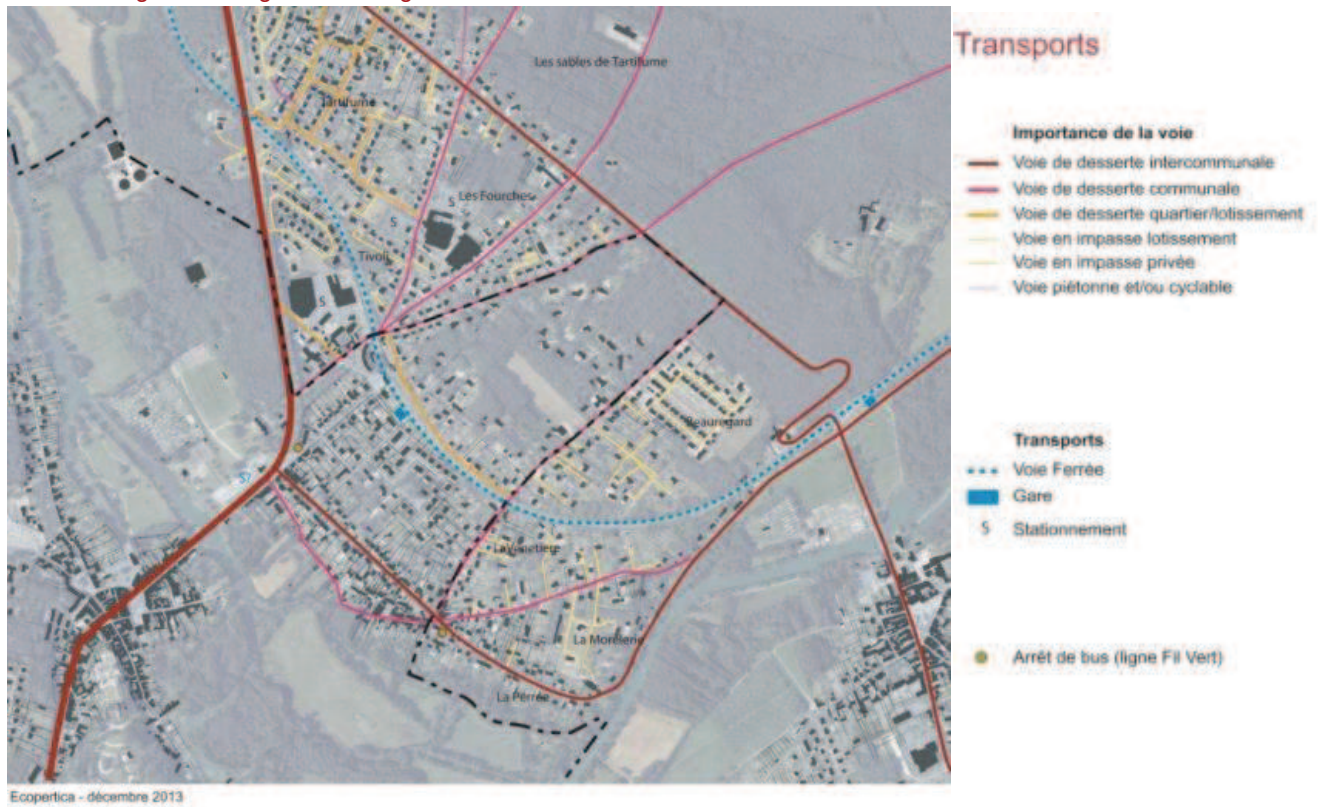 Transports
Les sables de Tartifume
Tartifume
Importance de la voie
Voie de desserte intercommunale
Voie de desserte communale
Les Fourches
S
Voie de desserte quartier/lotissement
S
Voie en impasse lotissement
Tivoli
Voie en impasse privée
Voie piétonne et/ou cyclable
S
Beauregard
Transports
Voie Ferrée
S?
Gare
S Stationnement
La Morélerie
Arrêt de bus (ligne Fil Vert)
La Perrée
Ecopertica - décembre 2013